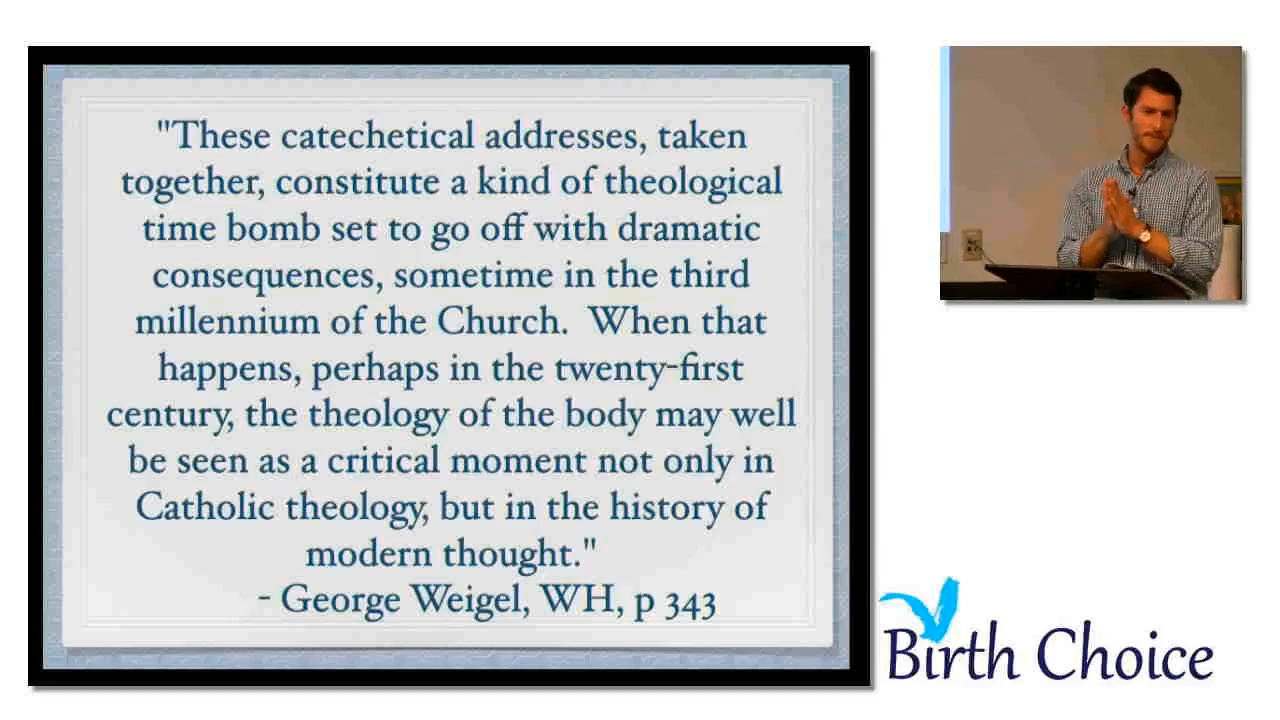 "These catechetical addresses, taken
together, constitute a kind of theological
time bomb set to go off with dramatic
consequences, sometime in the third
millennium of the Church.  When that
happens, perhaps in the twenty-first
century, the theology of the body may well
be seen as a critical moment not only in
Catholic theology, but in the history of
modern thought."
- George Weigel, WH, p 343
Birth Choice